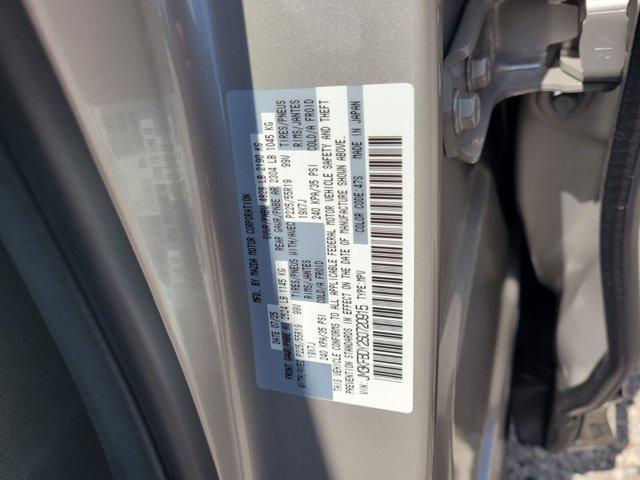 MFD. BY MAZDA MOTOR CORPORATION
DATE 07/25 GVWR/PNBV 4828 LB 2190 KG
FRONT GAWR/PNBE AV 2524 LB 1145 KG REAR GAWR/PNBE AR 2304 LB 1045 KG
WITH/AVEC P225/55R19 99V TIRES/PNEUS WITH/AVEC P225/55R19 99V TIRES/PNEUS
19X7J RIMS/JANTES 19X7J RIMS/JANTES
240 KPA/35 PSI COLD/A FROID 240 KPA/35 PSI COLD/A FROID
THIS VEHICLE CONFORMS TO ALL APPLICABLE FEDERAL MOTOR VEHICLE SAFETY AND THEFT
PREVENTION STANDARDS IN EFFECT ON THE DATE OF MANUFACTURE SHOWN ABOVE.
COLOR CODE:47S MADE IN JAPAN
VIN: TYPE:MPV